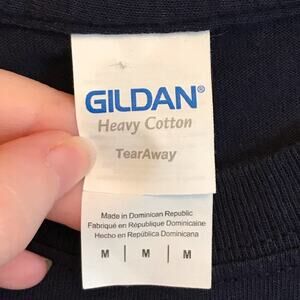 GILDAN®
Heavy Cotton
TearAway
Made in Dominican Republic
Fabriqué en République Dominicaine
Hecho en República Dominicana
M | M | M